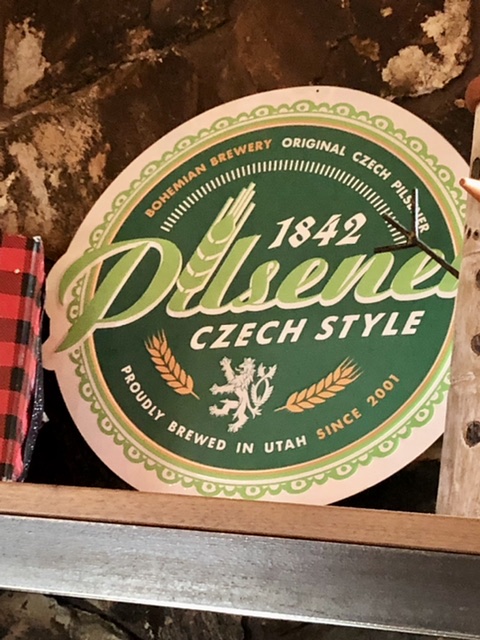 BOHEMIAN BREWERY ORIGINAL CZECH PILSNER
1842
Pilsener
CZECH STYLE
PROUDLY BREWED IN UTAH SINCE 2001